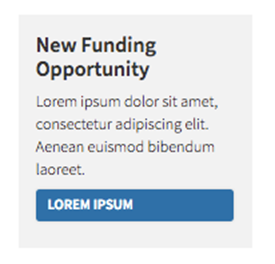 New Funding
Opportunity
Lorem ipsum dolor sit amet,
consectetur adipiscing elit.
Aenean euismod bibendum
laoreet.
LOREM IPSUM